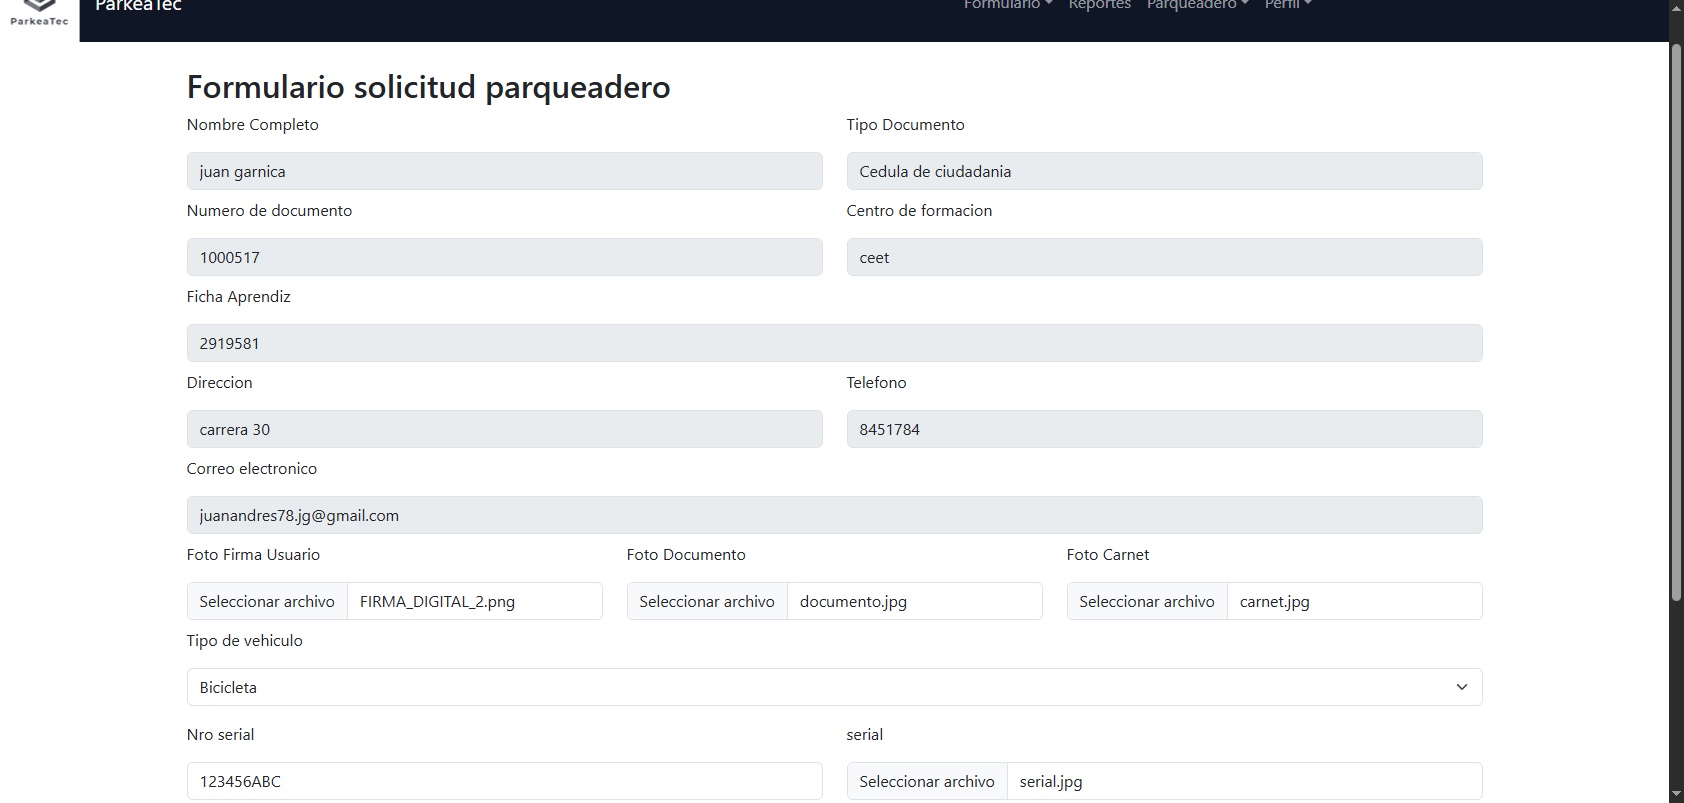 ParkeaTec
ParkeaTec
Formulario Reportes Parqueadero Perfil
Formulario solicitud parqueadero
Nombre Completo Tipo Documento
juan garnica Cedula de ciudadania
Numero de documento Centro de formacion
1000517 ceet
Ficha Aprendiz
2919581
Direccion Telefono
carrera 30 8451784
Correo electronico
juanandres78.jg@gmail.com
Foto Firma Usuario Foto Documento Foto Carnet
Seleccionar archivo FIRMA_DIGITAL_2.png Seleccionar archivo documento.jpg Seleccionar archivo carnet.jpg
Tipo de vehiculo
Bicicleta
Nro serial serial
123456ABC Seleccionar archivo serial.jpg